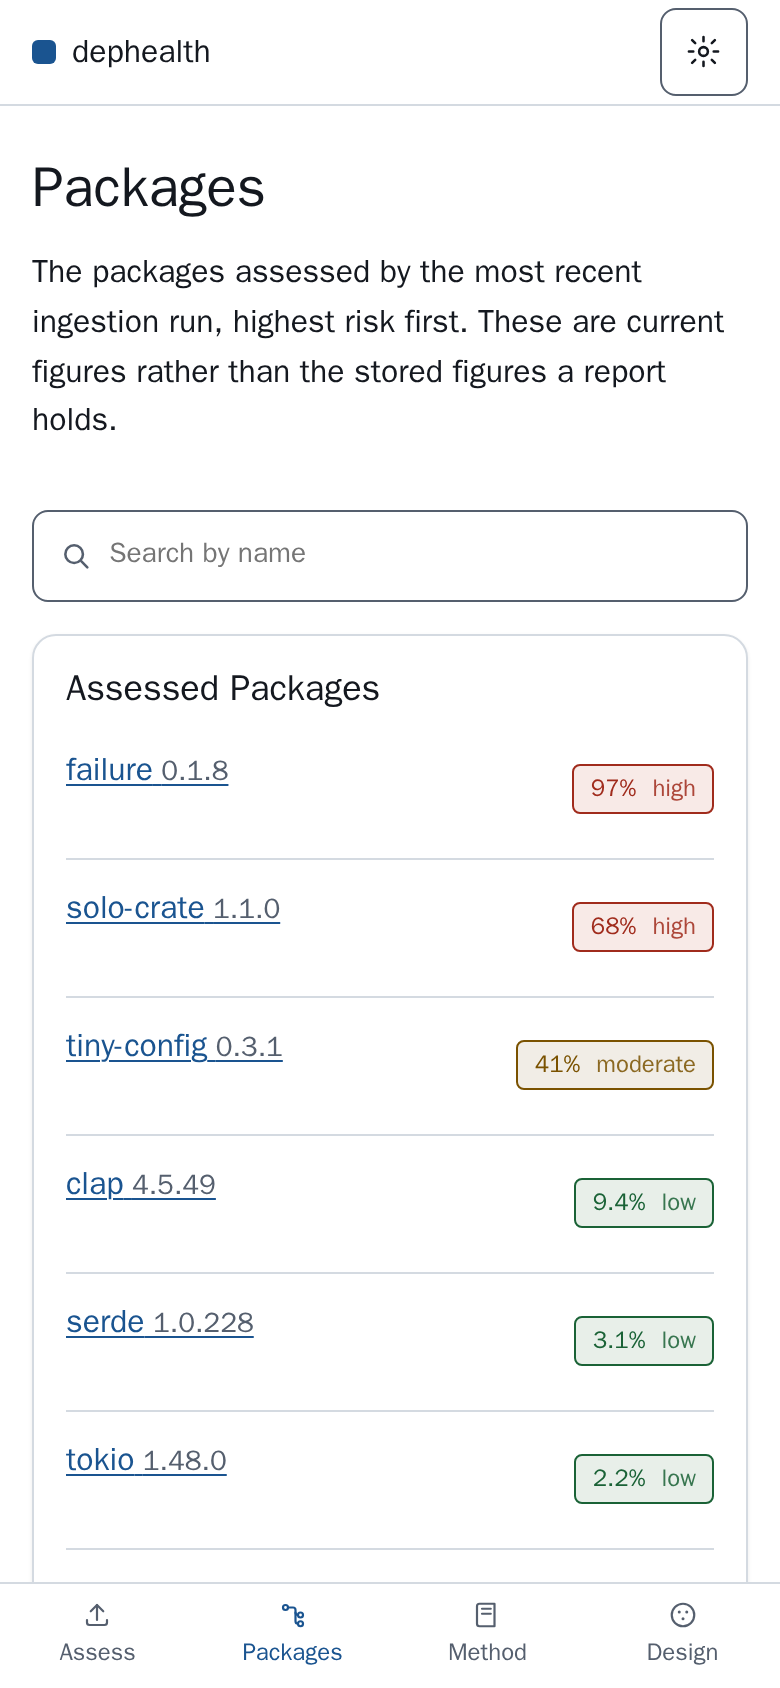 dephealth
Packages
The packages assessed by the most recent
ingestion run, highest risk first. These are current
figures rather than the stored figures a report
holds.
Search by name
Assessed Packages
failure 0.1.8
97% high
solo-crate 1.1.0
68% high
tiny-config 0.3.1
41% moderate
clap 4.5.49
9.4% low
serde 1.0.228
3.1% low
tokio 1.48.0
2.2% low
Assess
Packages
Method
Design